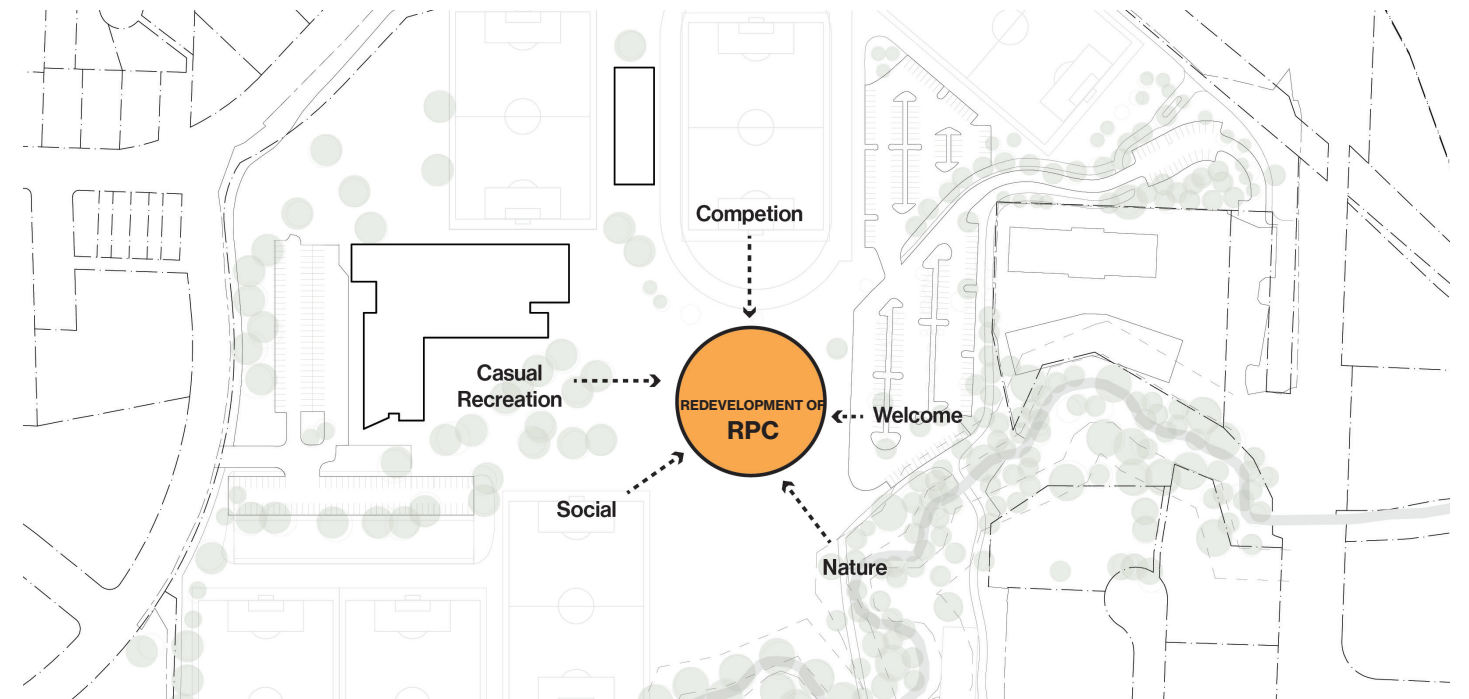 Competion
Casual
Recreation
REDEVELOPMENT OF
RPC
Welcome
Social
Nature